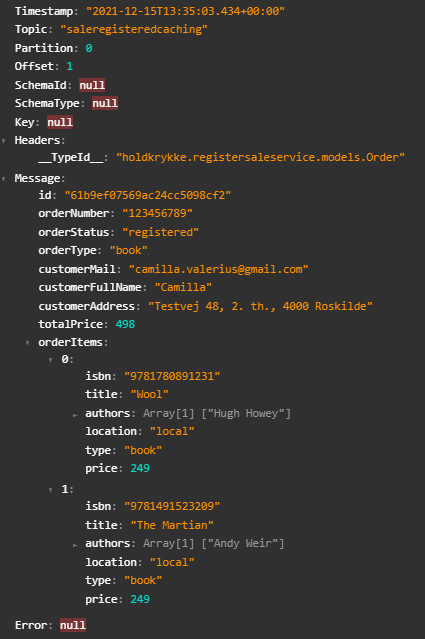 Timestamp: "2021-12-15T13:35:03.434+00:00"
Topic: "saleregisteredcaching"
Partition: 0
Offset: 1
SchemaId: null
SchemaType: null
Key: null
Headers:
__TypeId__: "holdkrykke.registersaleservice.models.Order"
Message:
id: "61b9ef07569ac24cc5098cf2"
orderNumber: "123456789"
orderStatus: "registered"
orderType: "book"
customerMail: "camilla.valerius@gmail.com"
customerFullName: "Camilla"
customerAddress: "Testvej 48, 2. th., 4000 Roskilde"
totalPrice: 498
orderItems:
0:
isbn: "9781780891231"
title: "Wool"
authors: Array[1] ["Hugh Howey"]
location: "local"
type: "book"
price: 249
1:
isbn: "9781491523209"
title: "The Martian"
authors: Array[1] ["Andy Weir"]
location: "local"
type: "book"
price: 249
Error: null